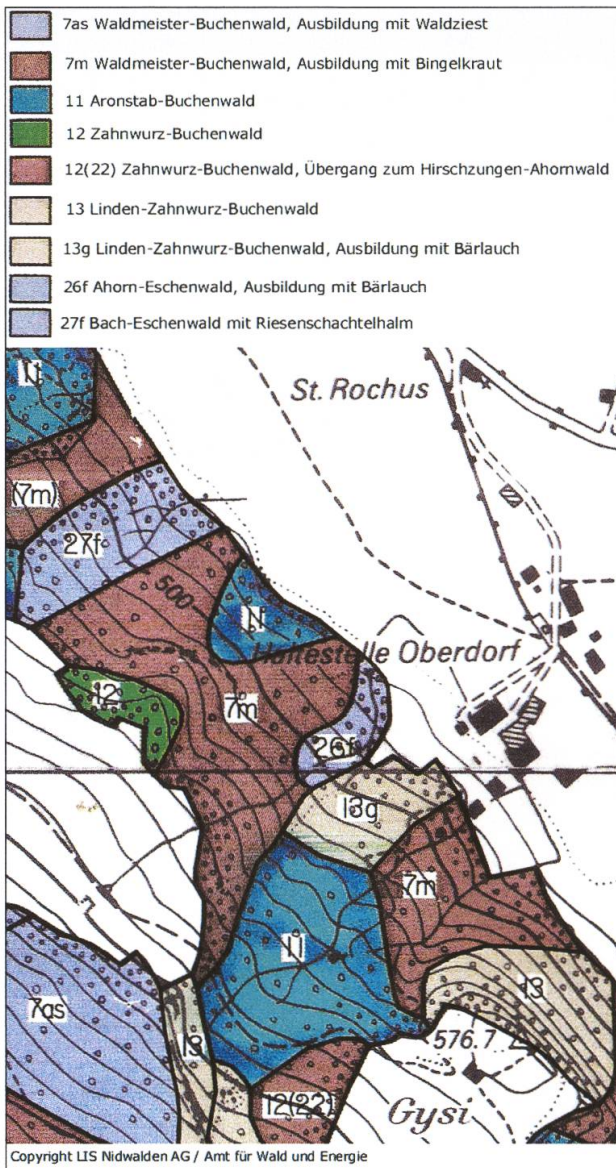 7as Waldmeister-Buchenwald, Ausbildung mit Waldziest
7m Waldmeister-Buchenwald, Ausbildung mit Bingelkraut
11 Aronstab-Buchenwald
12 Zahnwurz-Buchenwald
12(22) Zahnwurz-Buchenwald, Übergang zum Hirschzungen-Ahornwald
13 Linden-Zahnwurz-Buchenwald
13g Linden-Zahnwurz-Buchenwald, Ausbildung mit Bärlauch
26f Ahorn-Eschenwald, Ausbildung mit Bärlauch
27f Bach-Eschenwald mit Riesenschachtelhalm
11
St. Rochus
(7m)
27f
500
11
Haltestelle Oberdorf
12
7m
26f
13g
7m
11
13
7as
13
576.7
12(22)
Gysi
Copyright LIS Nidwalden AG / Amt für Wald und Energie